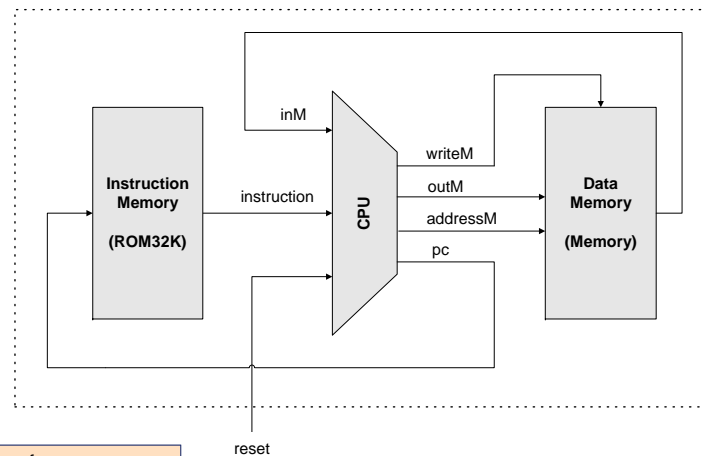 inM
writeM
Instruction
Memory
(ROM32K)
instruction
CPU
outM
addressM
pc
Data
Memory
(Memory)
reset